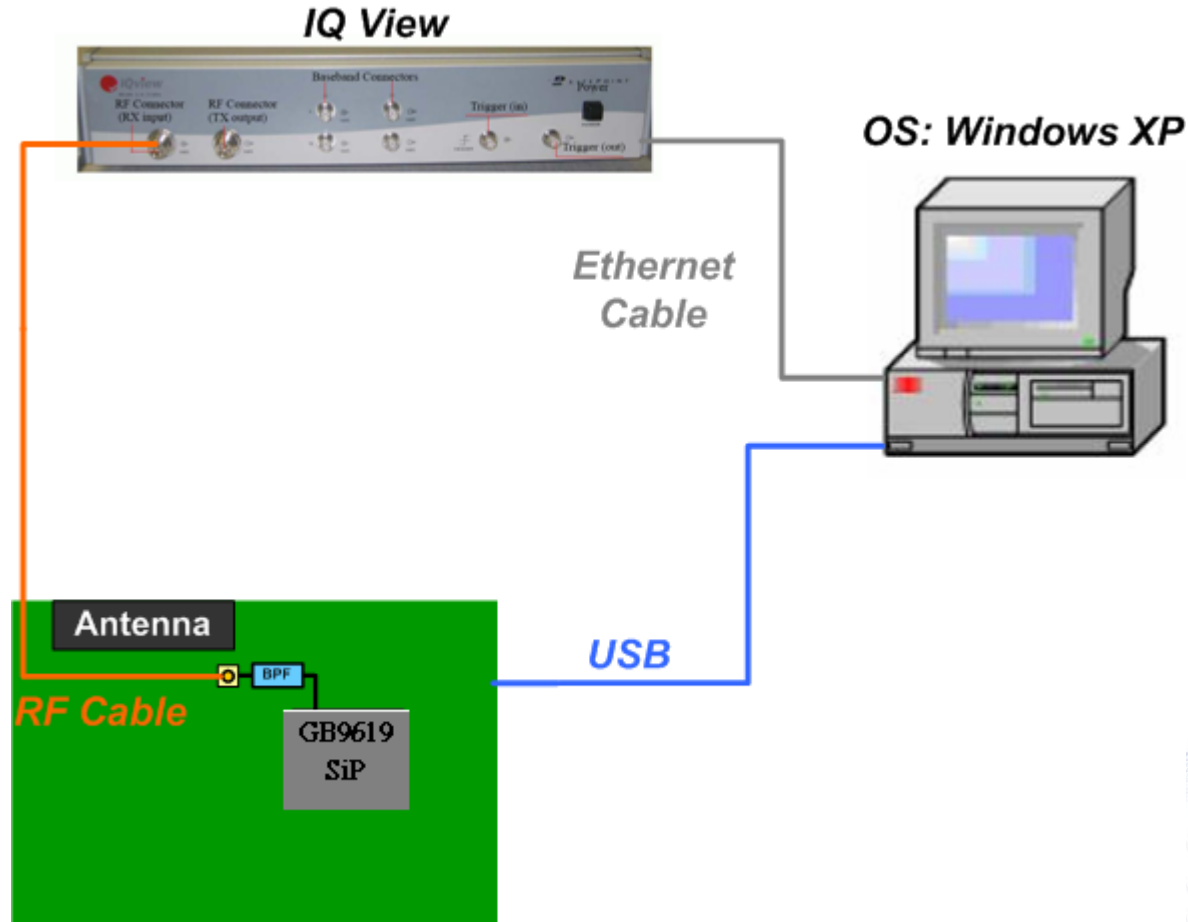 IQ View
IQview
Baseband Connectors
Power
RF Connector
(RX input)
RF Connector
(TX output)
Trigger (in)
Trigger (out)
OS: Windows XP
Ethernet
Cable
Antenna
BPF
USB
RF Cable
GB9619
SiP